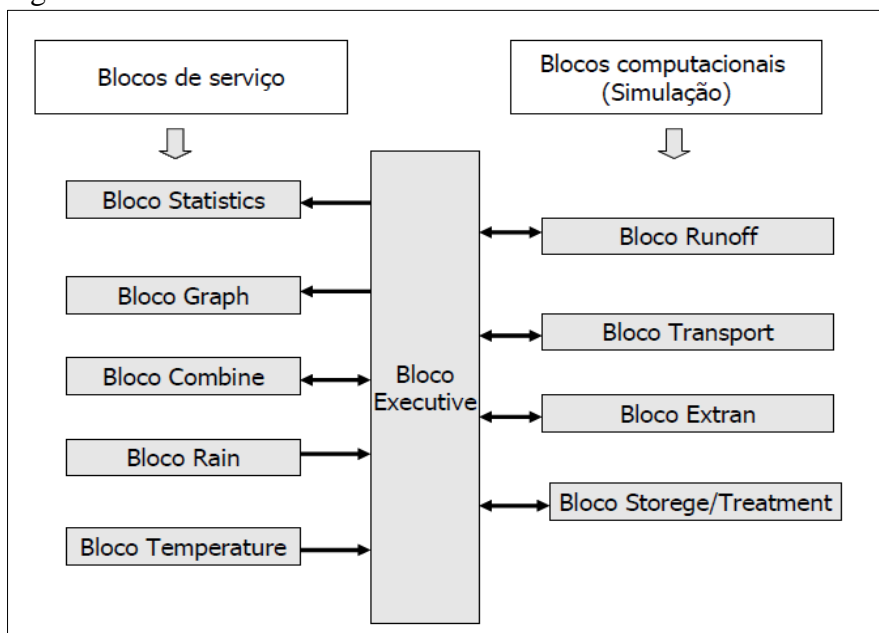 Blocos de serviço
Blocos computacionais
(Simulação)
Bloco Statistics
Bloco Graph
Bloco Combine
Bloco Rain
Bloco Temperature
Bloco
Executive
Bloco Runoff
Bloco Transport
Bloco Extran
Bloco Storege/Treatment